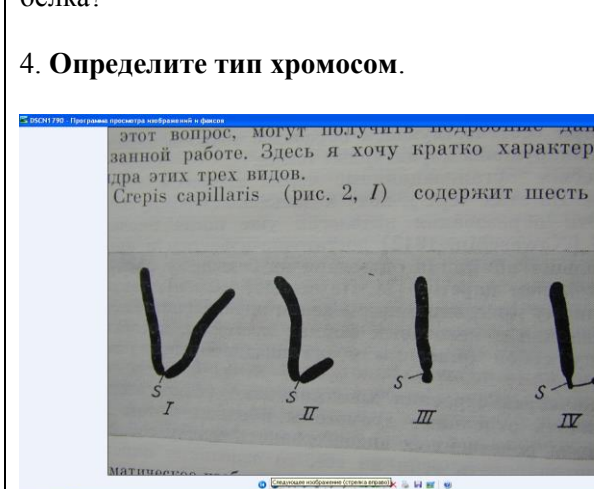 белка?
4. Определите тип хромосом.
DSCN1790 - Программа просмотра изображений и факсов
этот вопрос, могут получить подробные дан
занной работе. Здесь я хочу кратко характер
дра этих трех видов.
Crepis capillaris (рис. 2, I) содержит шесть
S S S S
I II III IV
Следующее изображение (стрелка вправо)